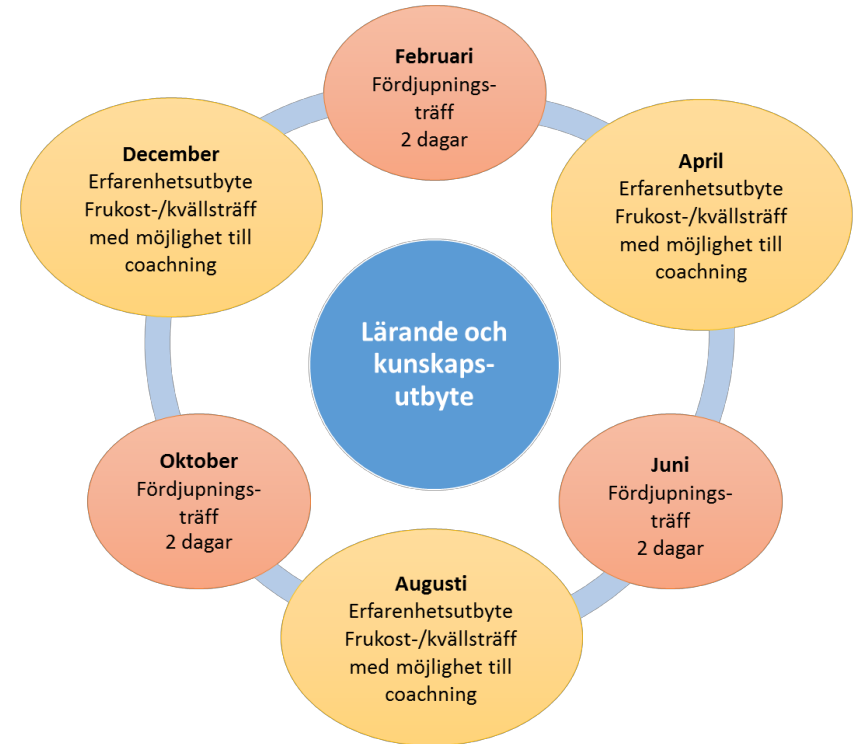 Februari
Fördjupnings-
träff
2 dagar
April
Erfarenhetsutbyte
Frukost-/kvällsträff
med möjlighet till
coachning
Juni
Fördjupnings-
träff
2 dagar
Augusti
Erfarenhetsutbyte
Frukost-/kvällsträff
med möjlighet till
coachning
Oktober
Fördjupnings-
träff
2 dagar
December
Erfarenhetsutbyte
Frukost-/kvällsträff
med möjlighet till
coachning
Lärande och
kunskaps-
utbyte